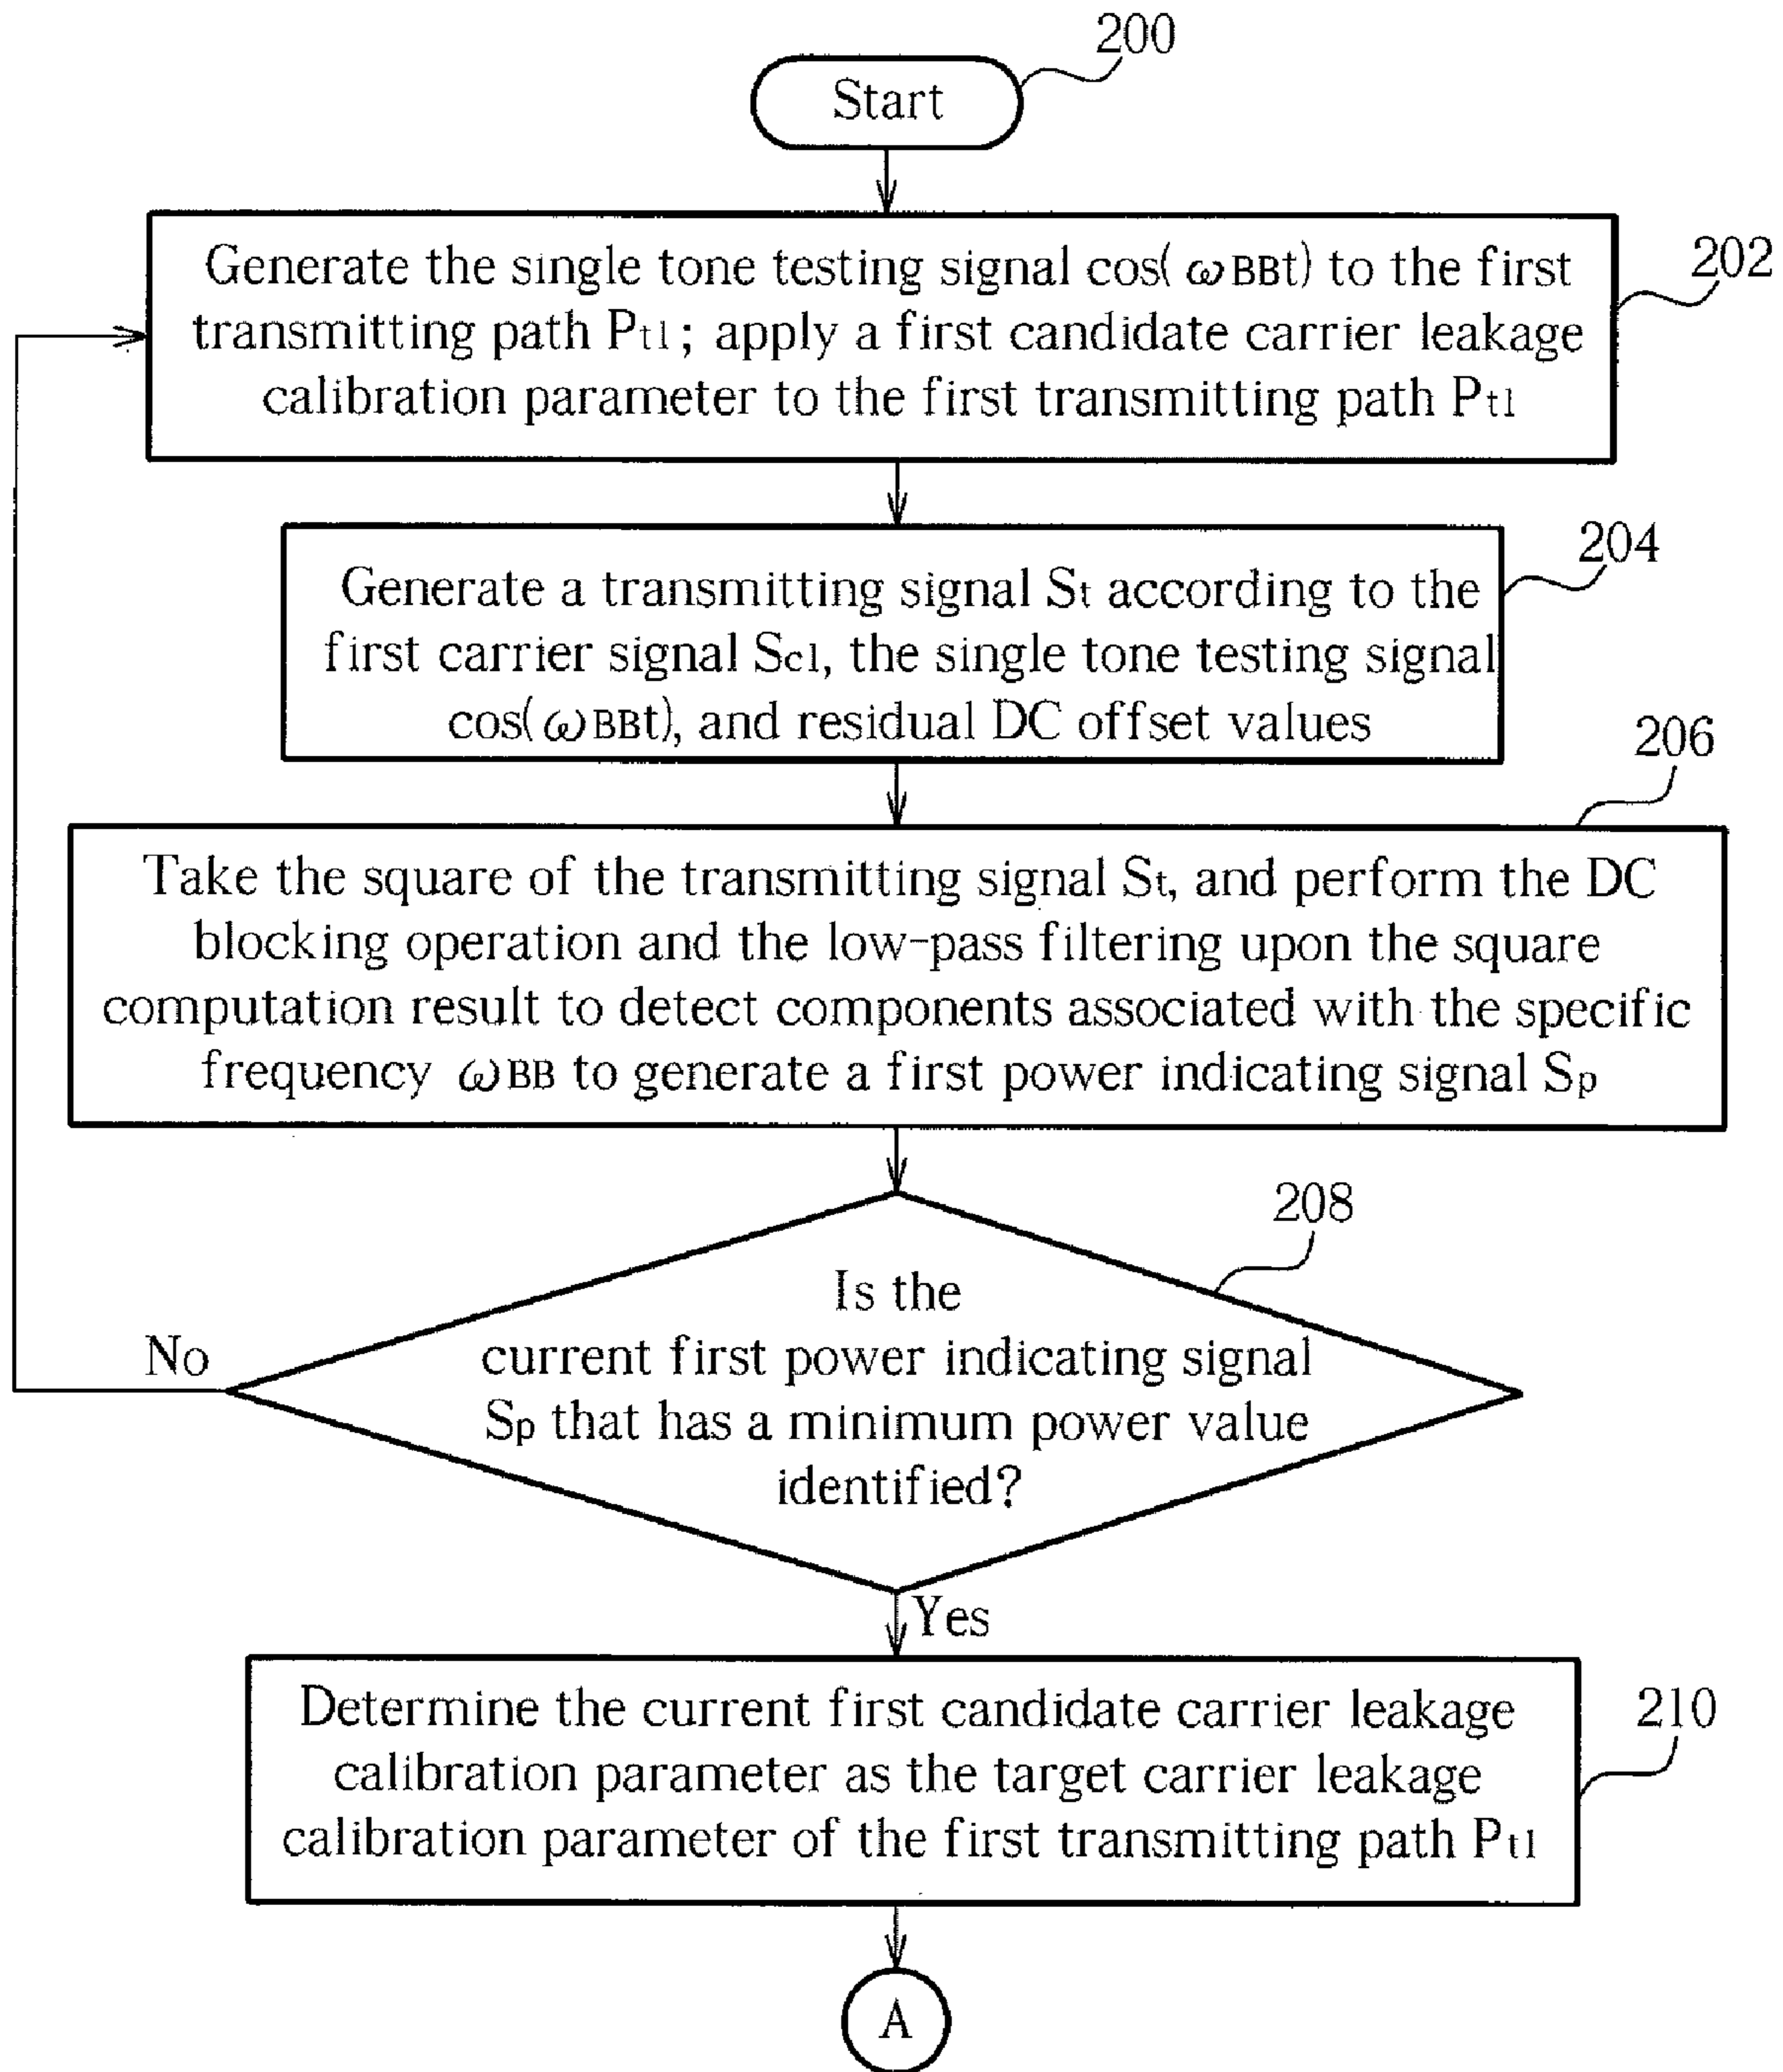 200
Start
202
Generate the single tone testing signal cos( ωBBt) to the first
transmitting path Pt1; apply a first candidate carrier leakage
calibration parameter to the first transmitting path Pt1
204
Generate a transmitting signal St according to the
first carrier signal Sc1, the single tone testing signal
cos(ωBBt), and residual DC offset values
206
Take the square of the transmitting signal St, and perform the DC
blocking operation and the low-pass filtering upon the square
computation result to detect components associated with the specific
frequency ωBB to generate a first power indicating signal Sp
208
Is the
current first power indicating signal
Sp that has a minimum power value
identified?
No
Yes
210
Determine the current first candidate carrier leakage
calibration parameter as the target carrier leakage
calibration parameter of the first transmitting path Pt1
A